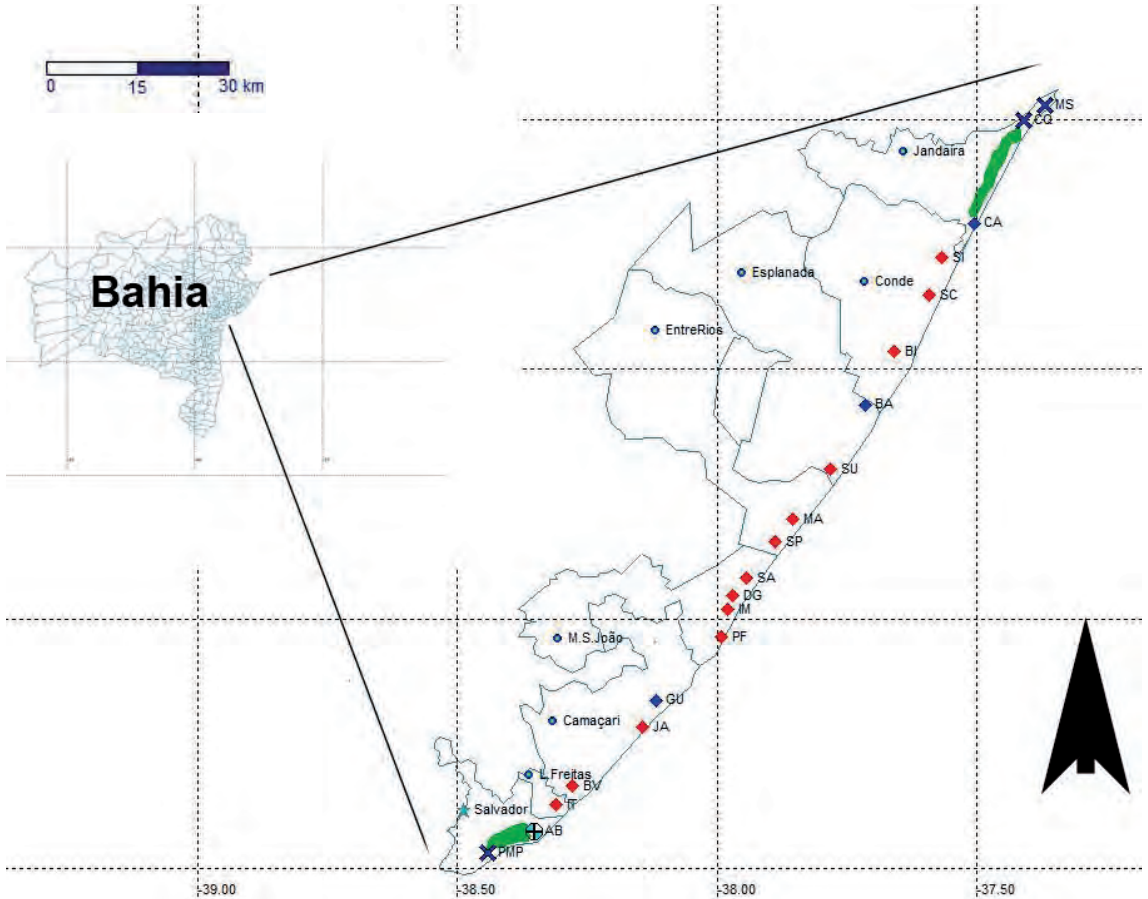 0 15 30 km
MS
CQ
Jandaíra
CA
SI
Bahia
Esplanada
Conde
SC
EntreRios
BI
BA
SU
MA
SP
SA
DG
IM
M.S.João
PF
GU
Camaçari
JA
L.Freitas
BV
Salvador
IT
AB
PMP
-39.00 -38.50 -38.00 -37.50